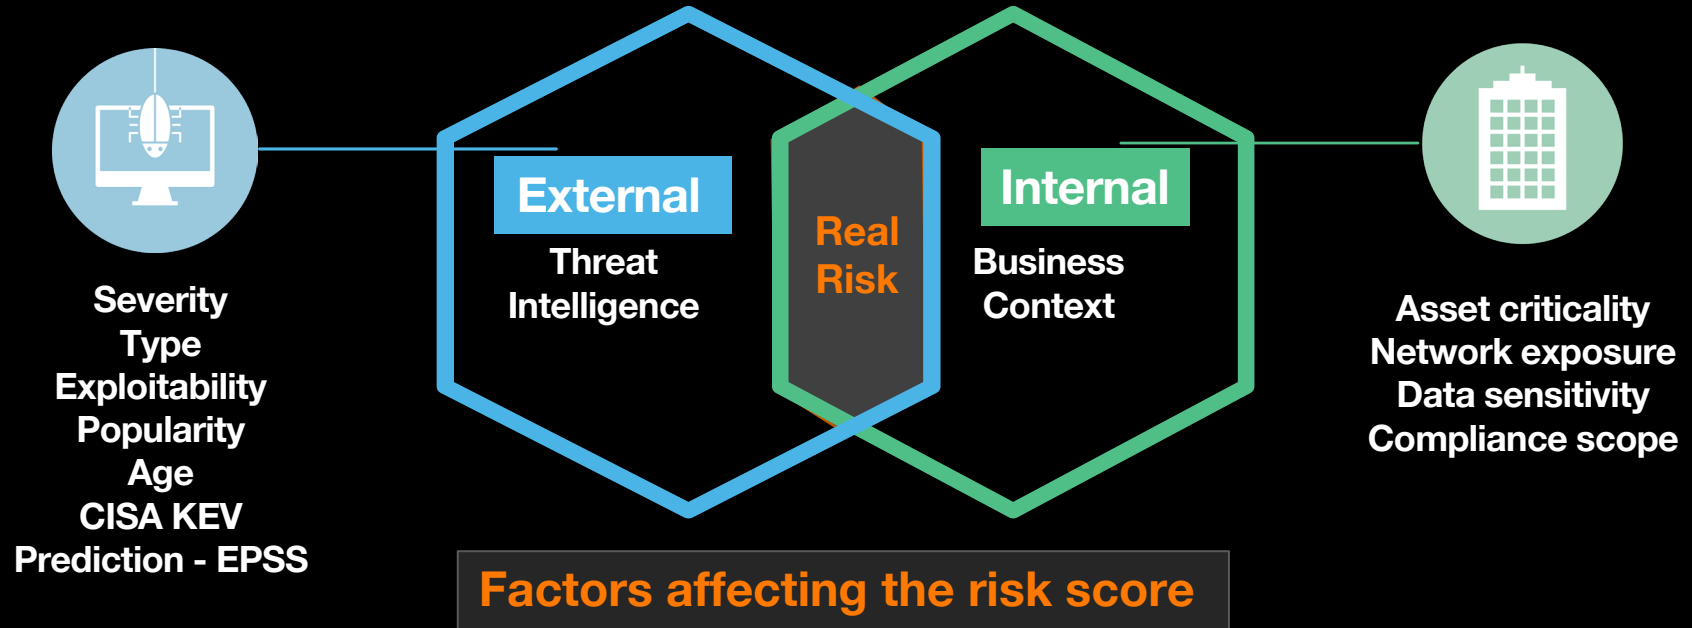 External
Threat
Intelligence
Real
Risk
Internal
Business
Context
Severity
Type
Exploitability
Popularity
Age
CISA KEV
Prediction - EPSS
Asset criticality
Network exposure
Data sensitivity
Compliance scope
Factors affecting the risk score